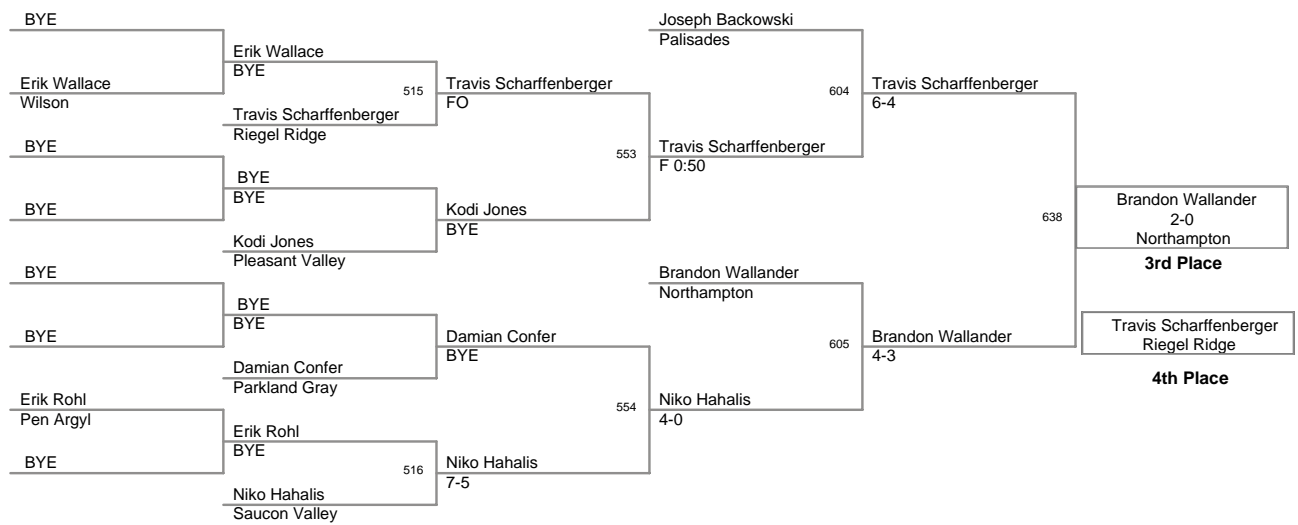 BYE
Joseph Backowski
Palisades
Erik Wallace
BYE
Erik Wallace
Wilson
515
Travis Scharffenberger
FO
604
Travis Scharffenberger
6-4
Travis Scharffenberger
Riegel Ridge
BYE
553
Travis Scharffenberger
F 0:50
BYE
BYE
BYE
Kodi Jones
BYE
638
Brandon Wallander
2-0
Northampton
3rd Place
Kodi Jones
Pleasant Valley
BYE
Brandon Wallander
Northampton
BYE
BYE
BYE
Damian Confer
BYE
605
Brandon Wallander
4-3
Travis Scharffenberger
Riegel Ridge
4th Place
Damian Confer
Parkland Gray
Erik Rohl
Pen Argyl
554
Niko Hahalis
4-0
Erik Rohl
BYE
BYE
516
Niko Hahalis
7-5
Niko Hahalis
Saucon Valley